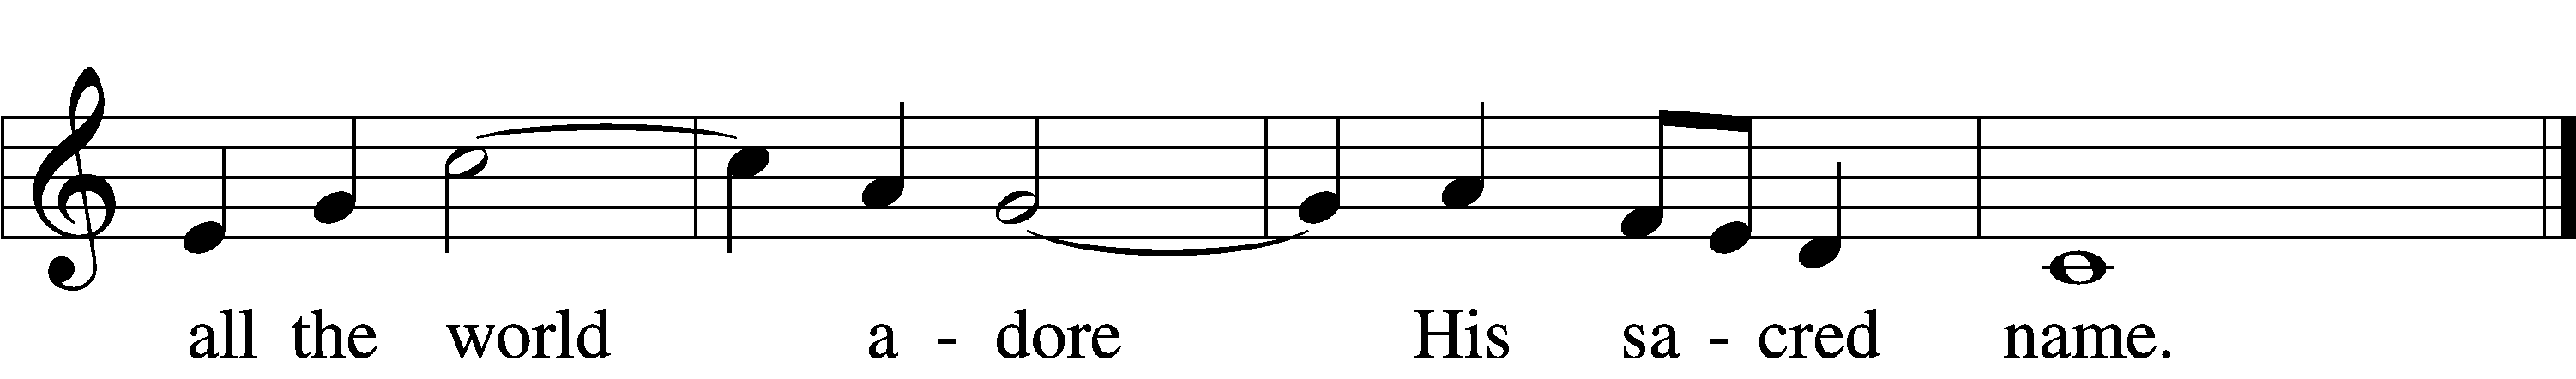 all the world a - dore His sa - cred name.